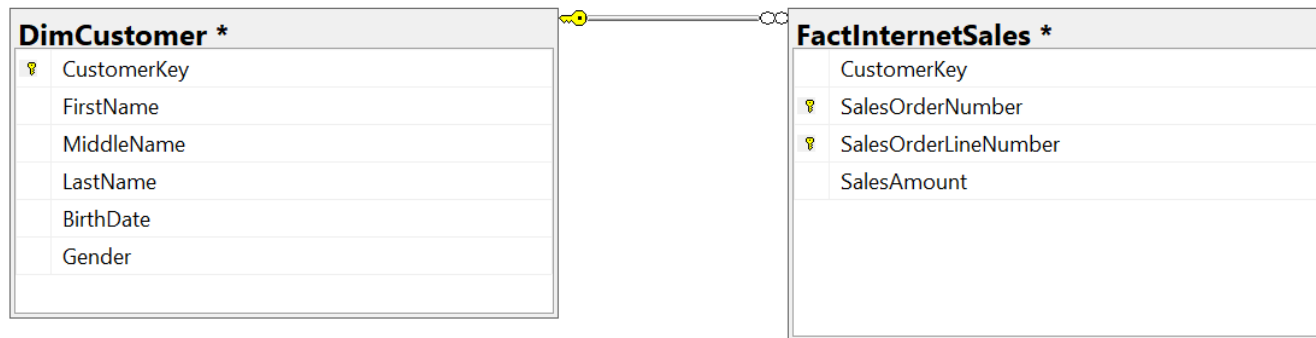 DimCustomer *
CustomerKey
FirstName
MiddleName
LastName
BirthDate
Gender
FactInternetSales *
CustomerKey
SalesOrderNumber
SalesOrderLineNumber
SalesAmount